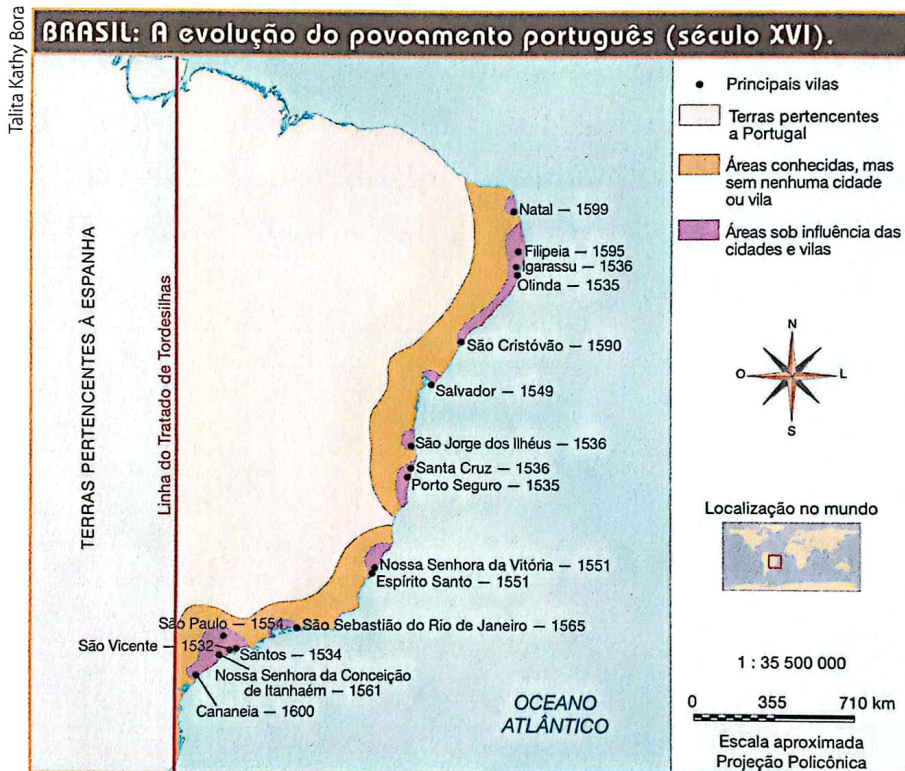 Talita Kathy Bora
BRASIL: A evolução do povoamento português (século XVI).
TERRAS PERTENCENTES À ESPANHA
Linha do Tratado de Tordesilhas
Natal — 1599
Filipeia — 1595
Igarassu — 1536
Olinda — 1535
São Cristóvão — 1590
Salvador — 1549
São Jorge dos Ilhéus — 1536
Santa Cruz — 1536
Porto Seguro — 1535
Nossa Senhora da Vitória — 1551
Espírito Santo — 1551
São Paulo — 1554
São Sebastião do Rio de Janeiro — 1565
São Vicente — 1532
Santos — 1534
Nossa Senhora da Conceição
de Itanhaém — 1561
Cananeia — 1600
OCEANO
ATLÂNTICO
Principais vilas
Terras pertencentes
a Portugal
Áreas conhecidas, mas
sem nenhuma cidade
ou vila
Áreas sob influência das
cidades e vilas
N
O
L
S
Localização no mundo
1 : 35 500 000
0 355 710 km
Escala aproximada
Projeção Policônica